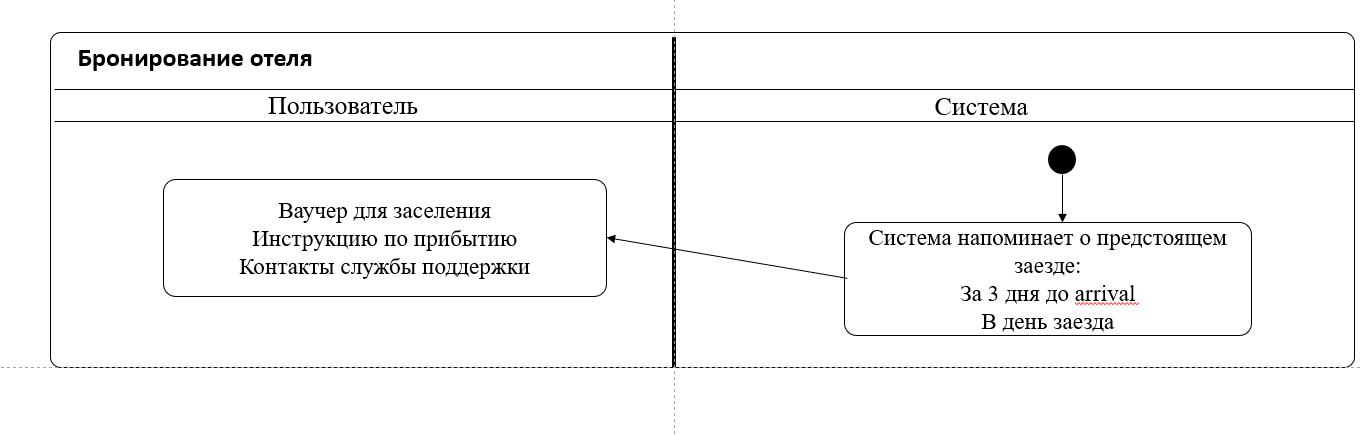 Бронирование отеля
Пользователь
Система
Ваучер для заселения
Инструкцию по прибытию
Контакты службы поддержки
Система напоминает о предстоящем
заезде:
За 3 дня до arrival
В день заезда